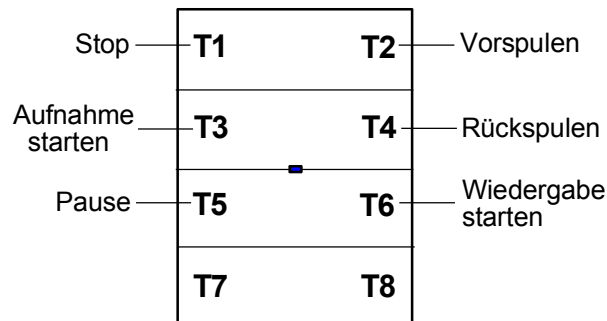 Stop T1 T2 Vorspulen
Aufnahme
starten T3 T4 Rückspulen
Pause T5 T6 Wiedergabe
starten
T7 T8